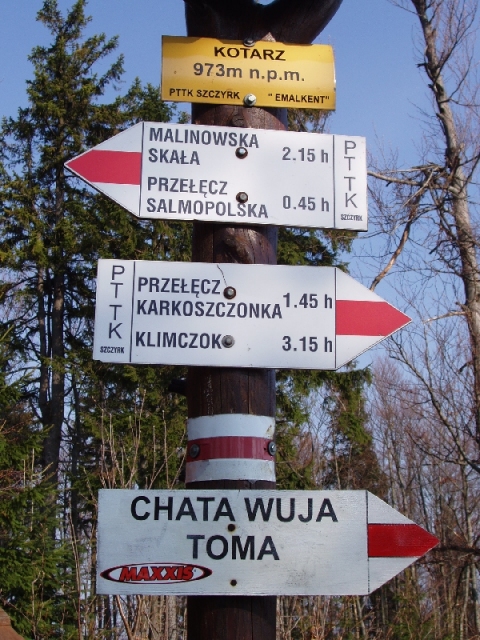 KOTARZ
973m n.p.m.
PTTK SZCZYRK "EMALKENT"
MALINOWSKA
SKAŁA 2.15 h
PRZEŁĘCZ
SALMOPOLSKA 0.45 h
PTTK
SZCZYRK
PTTK
SZCZYRK
PRZEŁĘCZ
KARKOSZCZONKA 1.45 h
KLIMCZOK 3.15 h
CHATA WUJA
TOMA
MAXXIS